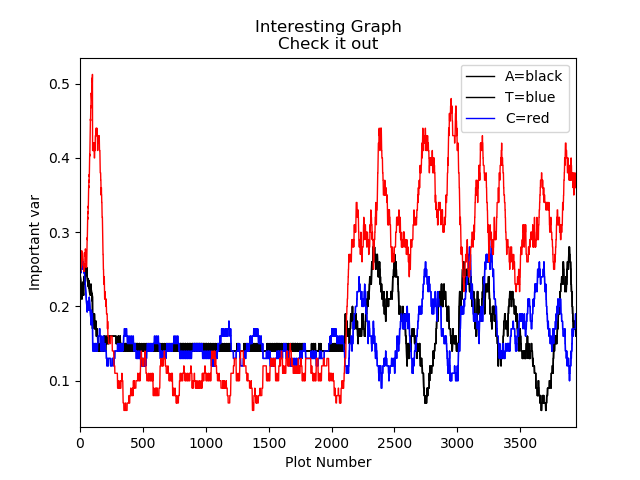 Interesting Graph
Check it out
A=black
T=blue
C=red
0.5
0.4
0.3
0.2
0.1
Important var
0 500 1000 1500 2000 2500 3000 3500
Plot Number